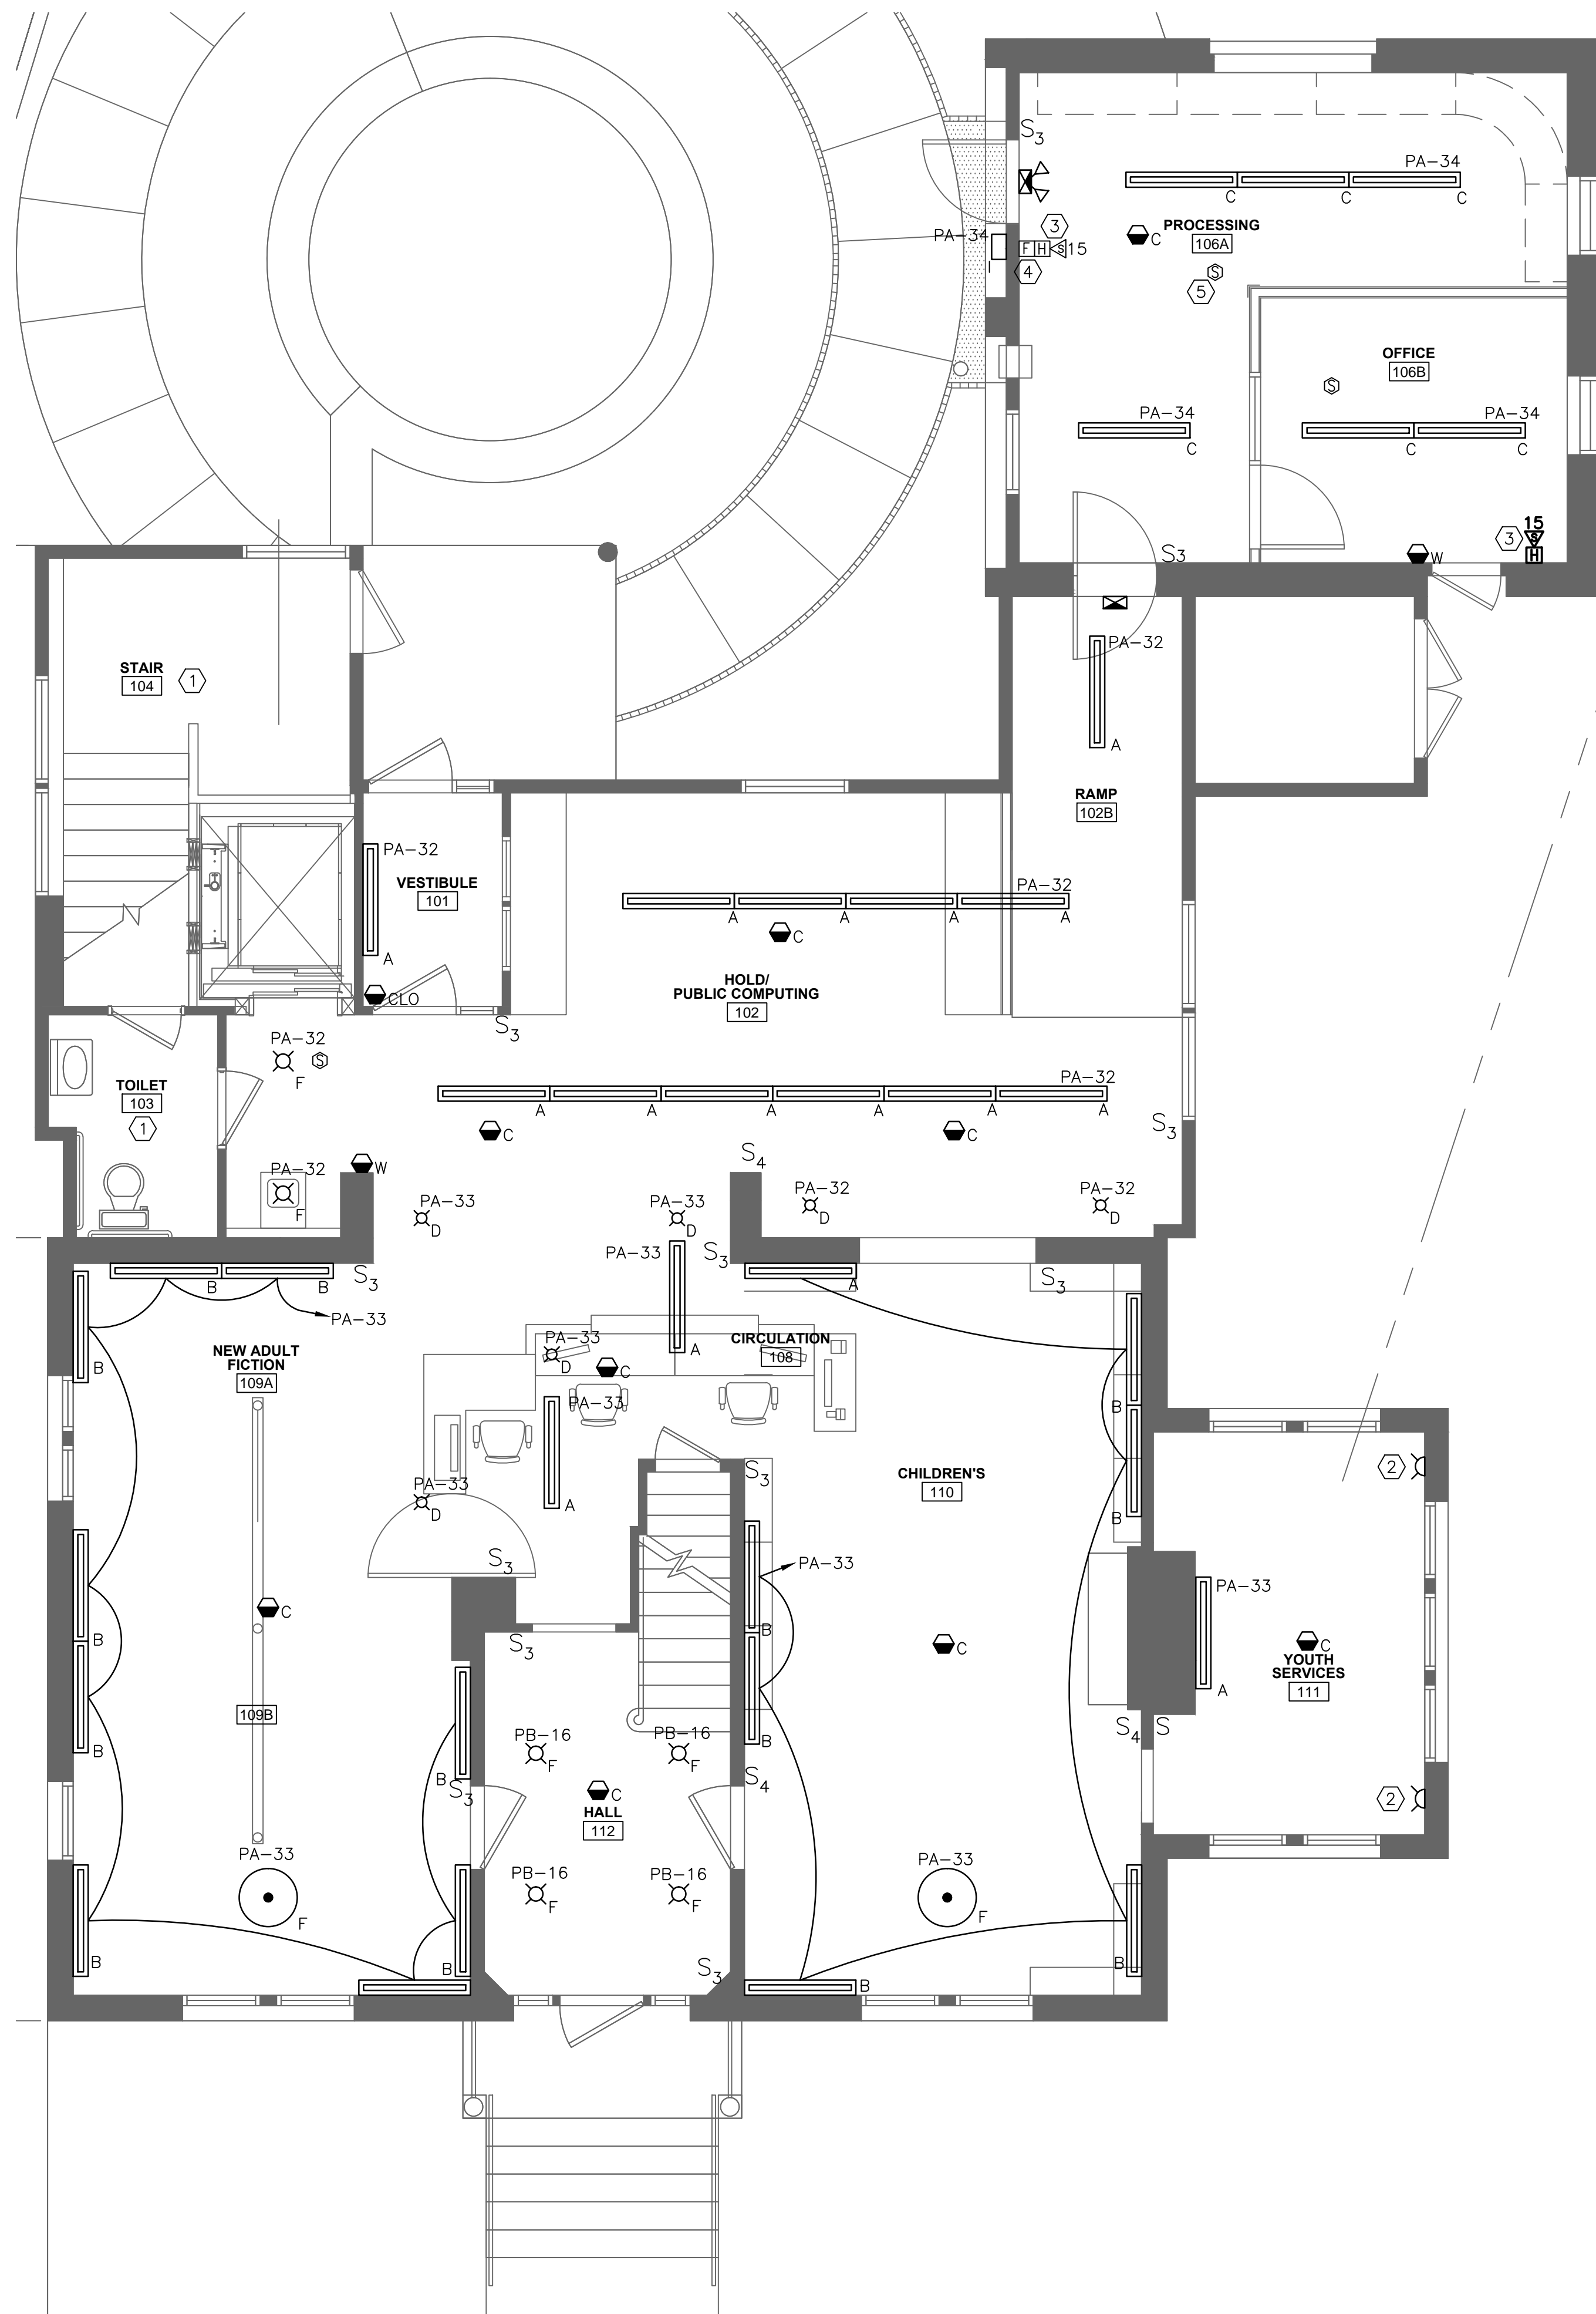 S3
PA-34
C
C
C
PROCESSING
106A
C
3
PA-34
F H S 15
4
I
S
5
OFFICE
106B
S
PA-34
C
PA-34
C
C
15
S
3
H
W
S3
STAIR
104
1
PA-32
A
RAMP
102B
PA-32
A
VESTIBULE
101
CLO
PA-32
A
A
A
A
C
HOLD/
PUBLIC COMPUTING
102
S3
PA-32
F
S
TOILET
103
1
PA-32
A
A
A
A
A
A
C
C
S3
S4
W
PA-32
F
PA-33
D
PA-33
D
PA-32
D
PA-32
D
S3
B
B
PA-33
B
PA-33
A
S3
A
S3
NEW ADULT
FICTION
109A
PA-33
D
C
CIRCULATION
108
PA-33
A
B
PA-33
D
S3
CHILDREN'S
110
B
2
S3
PA-33
B
B
C
S3
C
B
B
PA-33
A
C
YOUTH
SERVICES
111
109B
B
S3
S4
S
PB-16
F
PB-16
F
S4
C
HALL
112
2
PA-33
F
PB-16
F
PB-16
F
PA-33
F
B
B
S3
B
B